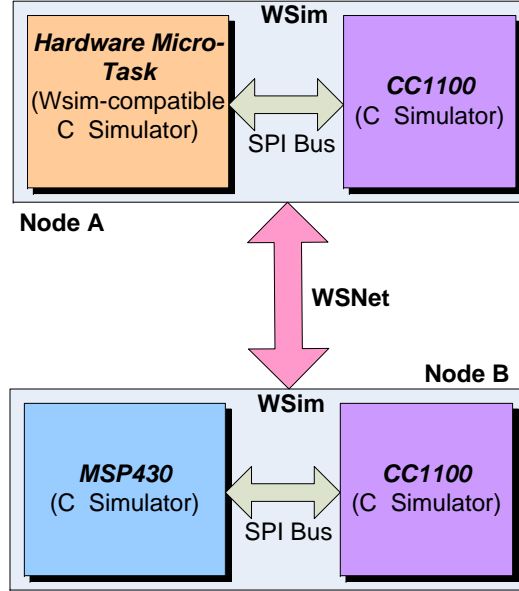 WSim
Hardware Micro-
Task
(Wsim-compatible
C Simulator)
SPI Bus
CC1100
(C Simulator)
Node A
WSNet
Node B
WSim
MSP430
(C Simulator)
SPI Bus
CC1100
(C Simulator)